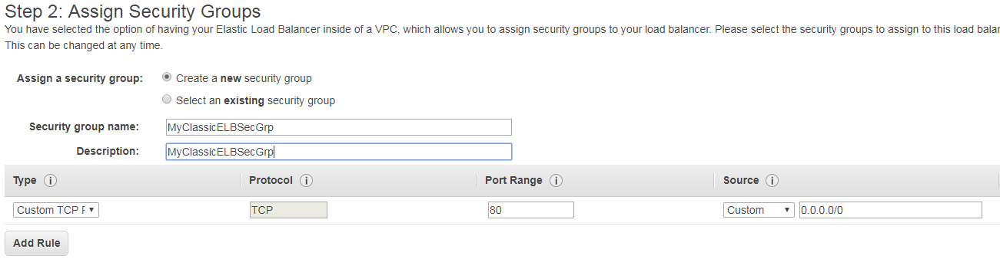 Step 2: Assign Security Groups
You have selected the option of having your Elastic Load Balancer inside of a VPC, which allows you to assign security groups to your load balancer. Please select the security groups to assign to this load
This can be changed at any time.
Assign a security group: Create a new security group
Select an existing security group
Security group name: MyClassicELBSecGrp
Description: MyClassicELBSecGrp
Type i Protocol i Port Range i Source i
Custom TCP TCP 80 Custom 0.0.0.0/0
Add Rule